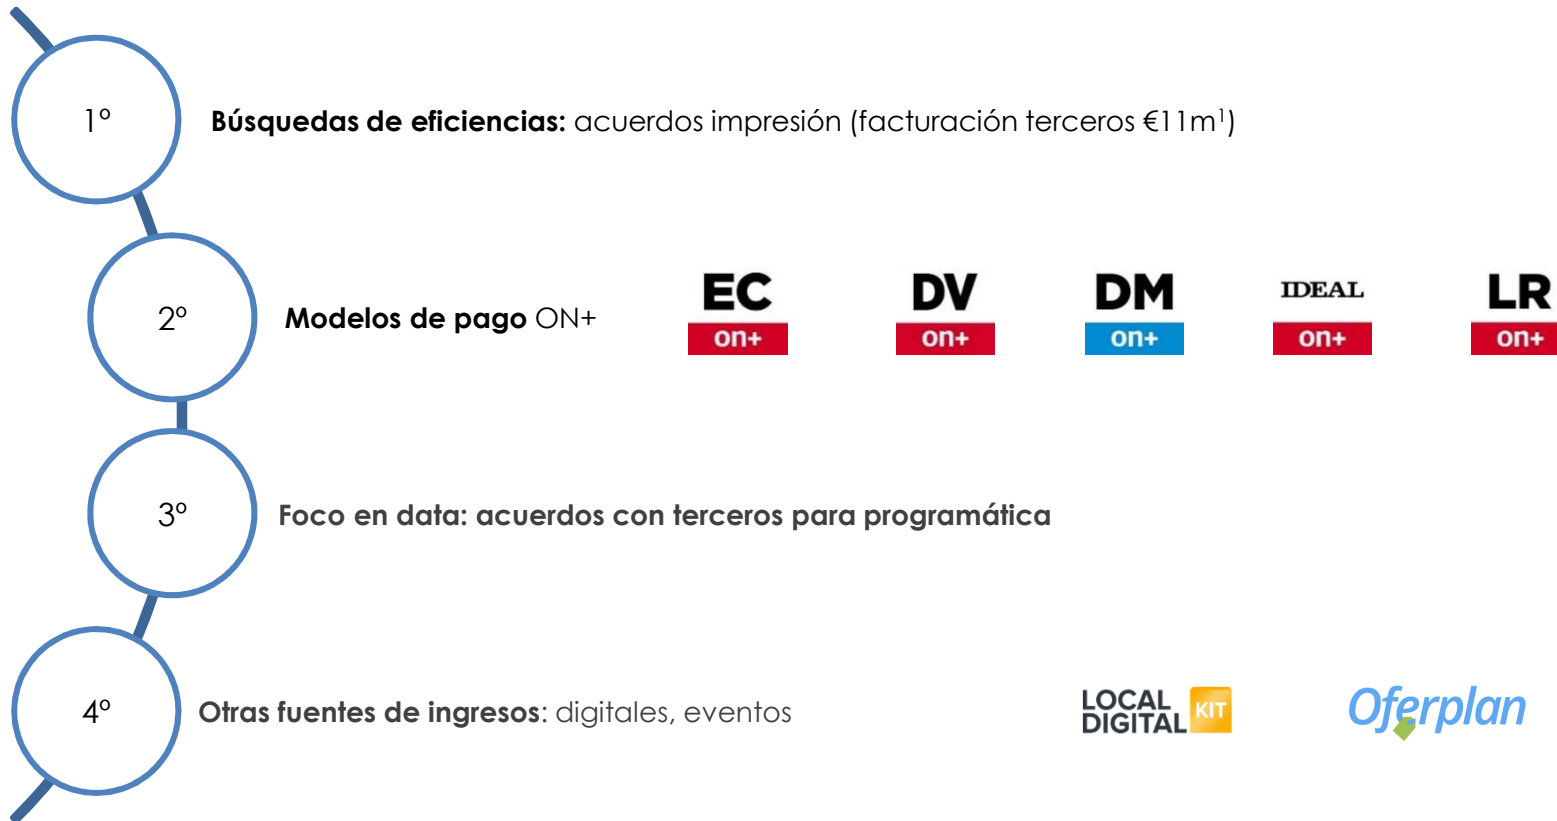 1º
Búsquedas de eficiencias: acuerdos impresión (facturación terceros €11m¹)
2º
Modelos de pago ON+
EC
on+
DV
on+
DM
on+
IDEAL
on+
LR
on+
3º
Foco en data: acuerdos con terceros para programática
4º
Otras fuentes de ingresos: digitales, eventos
LOCAL
DIGITAL KIT
Oferplan